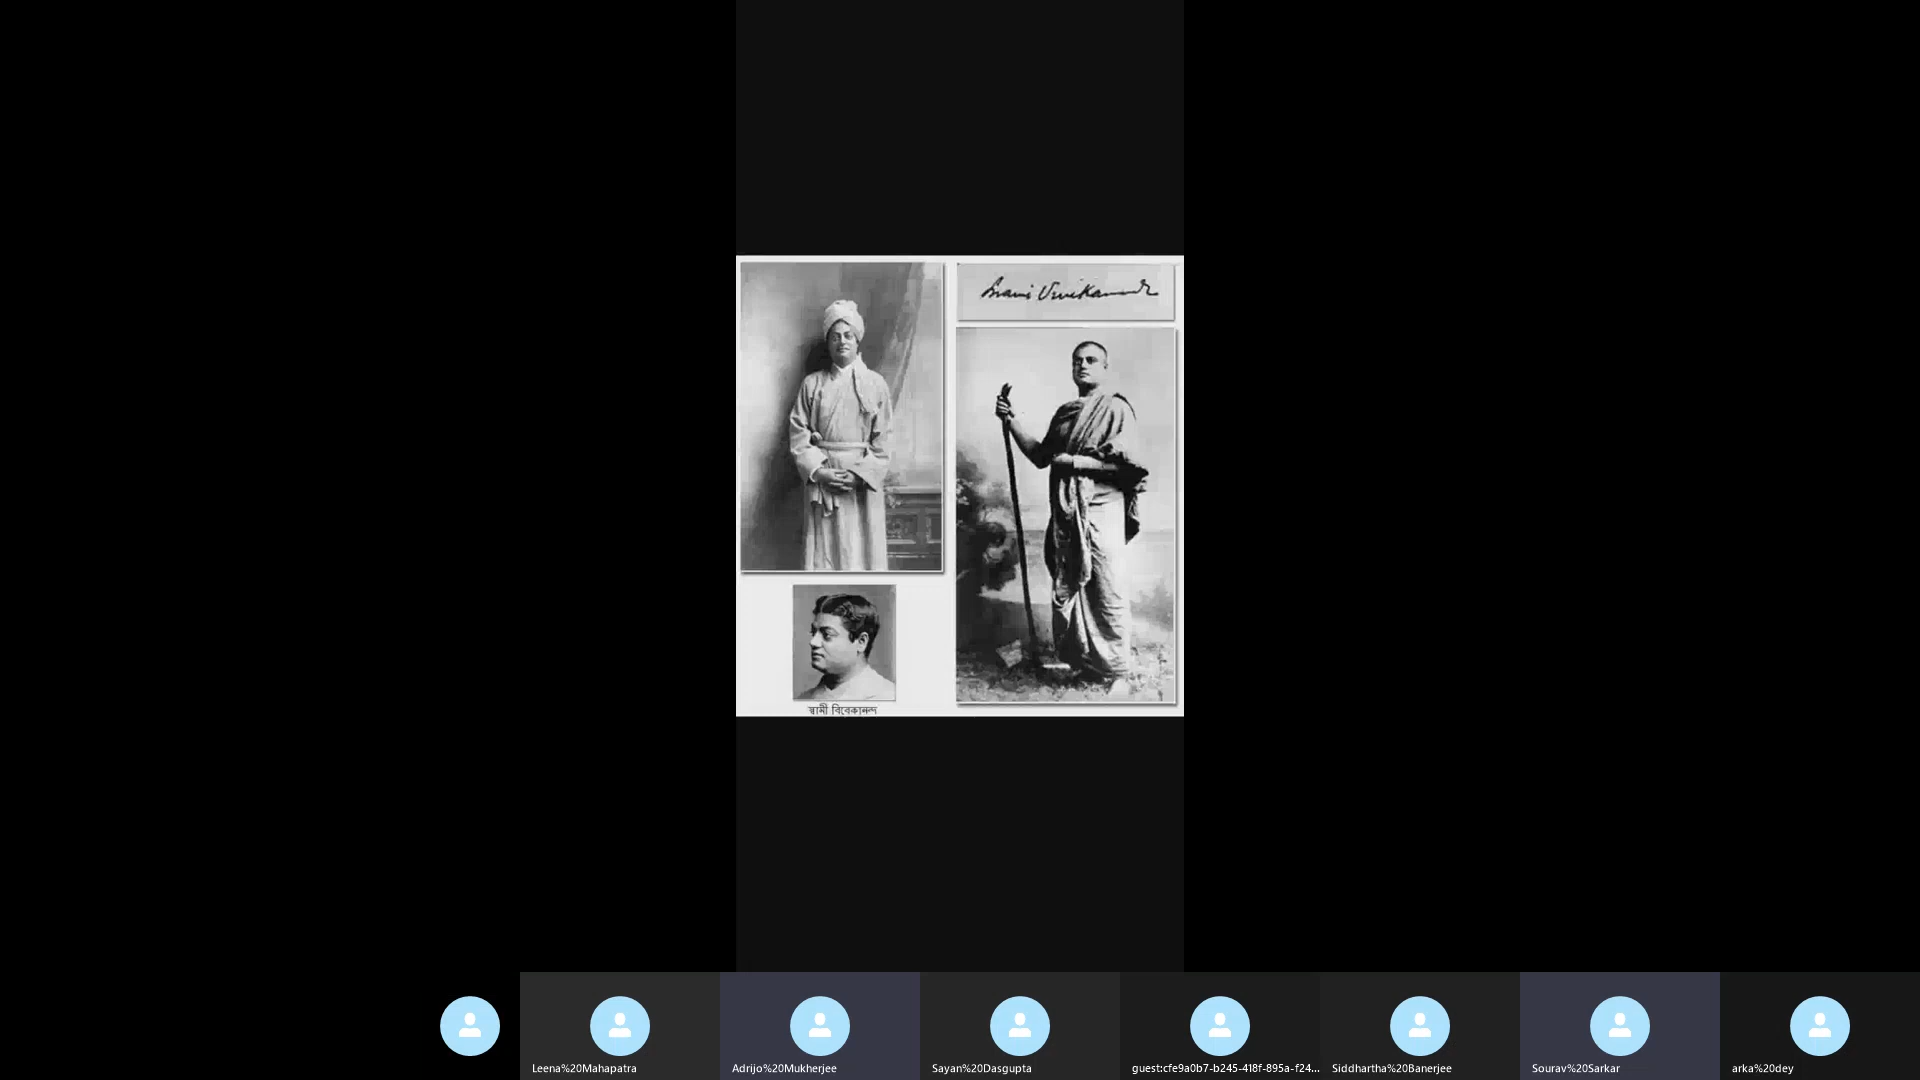 Swami Vivekananda
স্বামী বিবেকানন্দ
Leena%20Mahapatra
Adrijo%20Mukherjee
Sayan%20Dasgupta
guest:cfe9a0b7-b245-418f-895a-f24...
Siddhartha%20Banerjee
Sourav%20Sarkar
arka%20dey